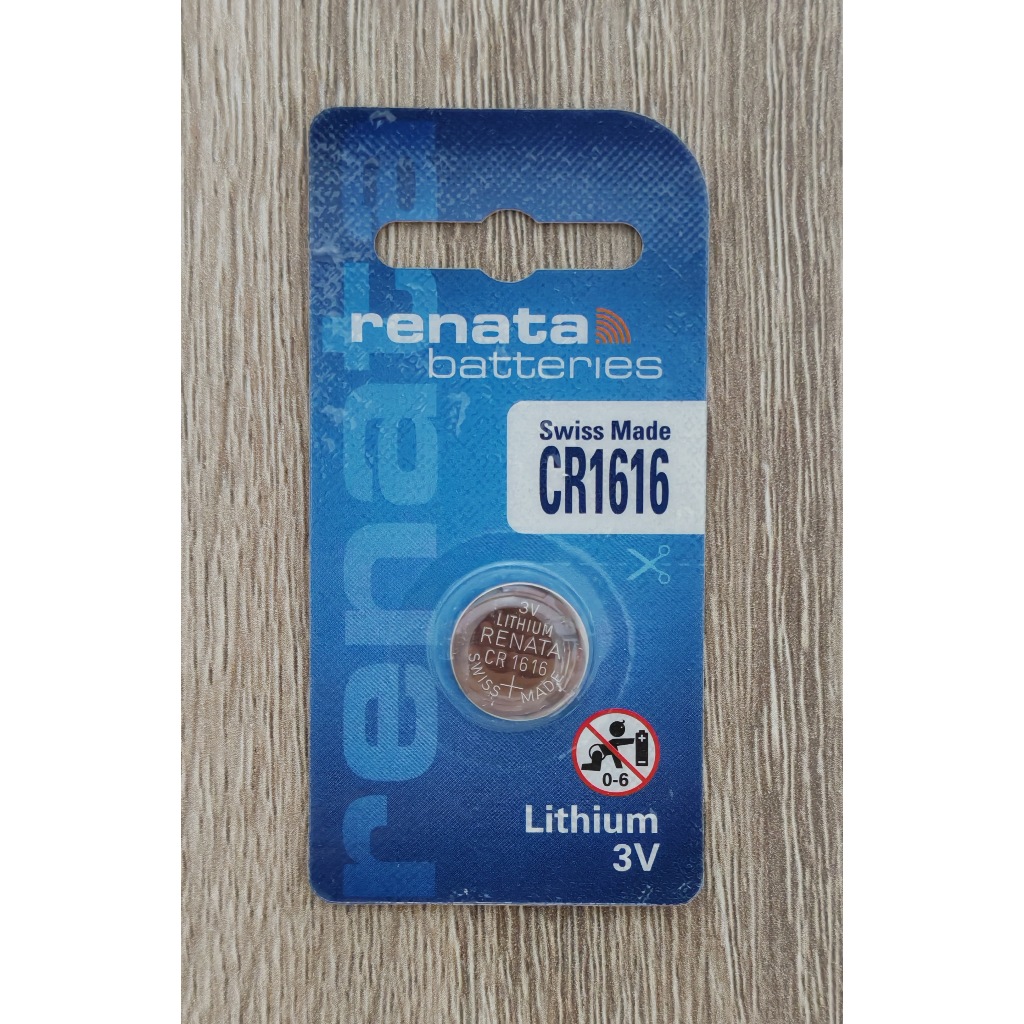 renata
batteries
Swiss Made
CR1616
renata
3V
LITHIUM
RENATA
CR 1616
SWISS + MADE
0-6
Lithium
3V